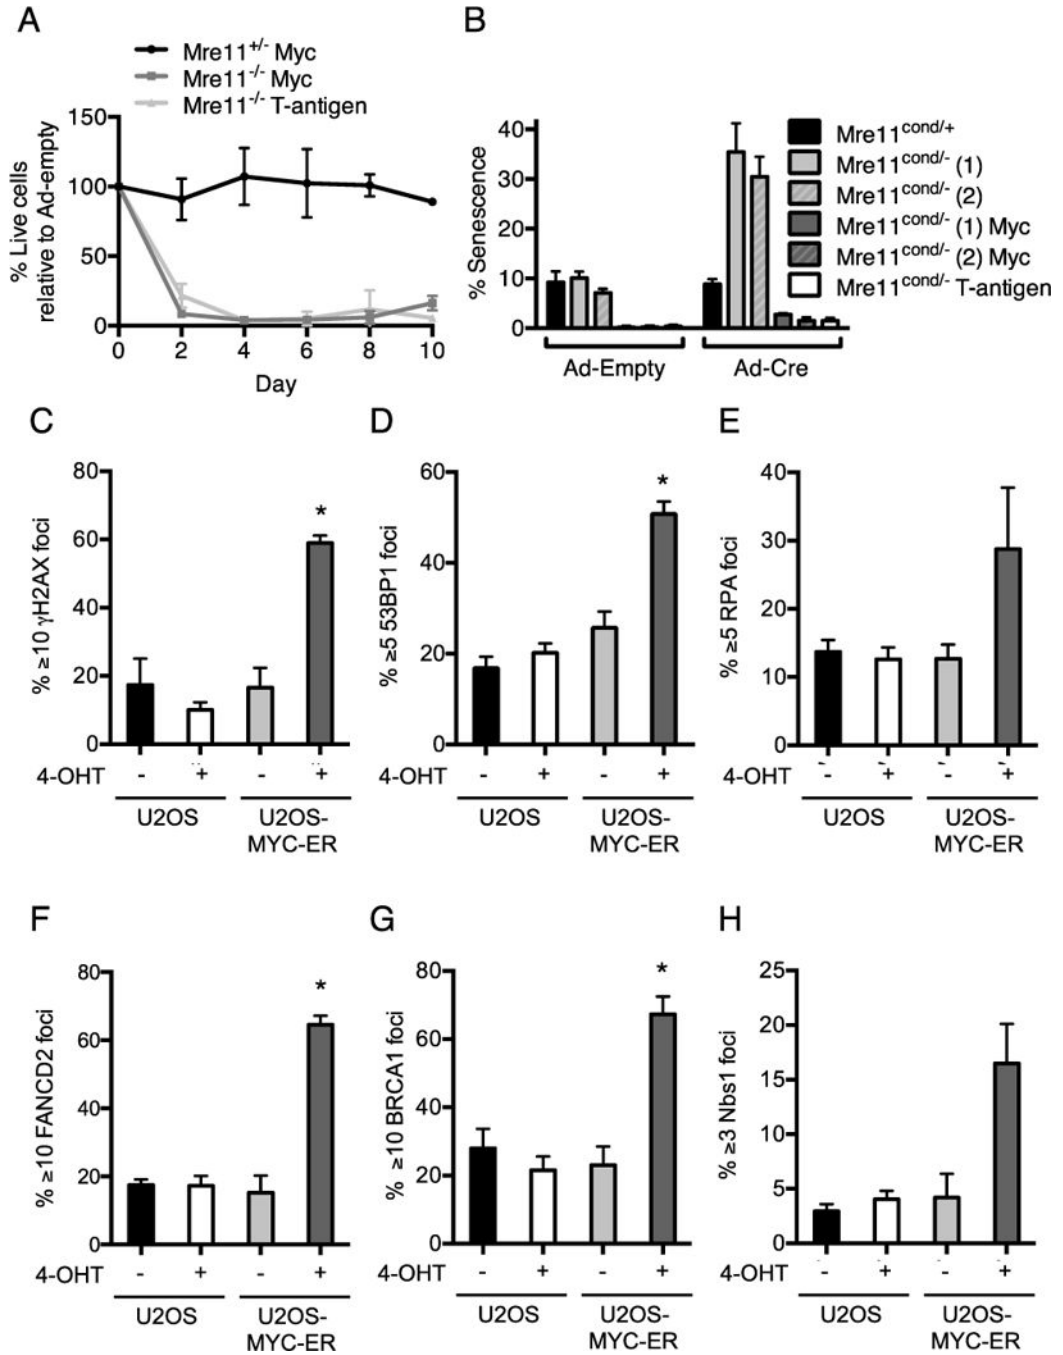 A
Mre11+/- Myc
Mre11-/- Myc
Mre11-/- T-antigen
% Live cells
relative to Ad-empty
150
100
50
0
0 2 4 6 8 10
Day
B
% Senescence
40
30
20
10
0
Ad-Empty Ad-Cre
Mre11cond/+
Mre11cond/- (1)
Mre11cond/- (2)
Mre11cond/- (1) Myc
Mre11cond/- (2) Myc
Mre11cond/- T-antigen
C
% ≥10 γH2AX foci
80
60
40
20
0
*
4-OHT - + - +
U2OS U2OS-
MYC-ER
D
% ≥5 53BP1 foci
60
40
20
0
*
4-OHT - + - +
U2OS U2OS-
MYC-ER
E
% ≥5 RPA foci
40
30
20
10
0
4-OHT - + - +
U2OS U2OS-
MYC-ER
F
% ≥10 FANCD2 foci
80
60
40
20
0
*
4-OHT - + - +
U2OS U2OS-
MYC-ER
G
% ≥10 BRCA1 foci
80
60
40
20
0
*
4-OHT - + - +
U2OS U2OS-
MYC-ER
H
% ≥3 Nbs1 foci
25
20
15
10
5
0
4-OHT - + - +
U2OS U2OS-
MYC-ER